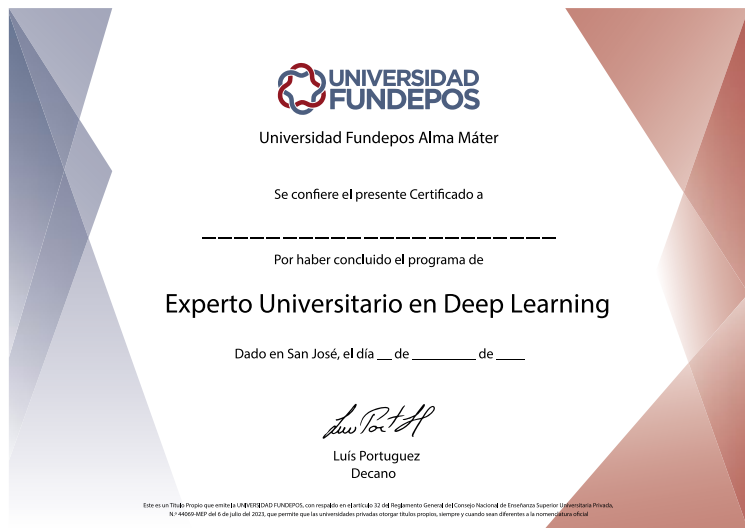 UNIVERSIDAD
FUNDEPOS
Universidad Fundepos Alma Máter
Se confiere el presente Certificado a
_ _ _ _ _ _ _ _ _ _ _ _ _ _ _ _ _ _ _ _ _ _
Por haber concluido el programa de
Experto Universitario en Deep Learning
Dado en San José, el día __ de _________ de ____
Luís Portuguez
Decano
Este es un Título Propio que emite la UNIVERSIDAD FUNDEPOS, con respaldo en el artículo 32 del Reglamento General del Consejo Nacional de Enseñanza Superior Universitaria Privada,
N.º 44069-MEP del 6 de julio del 2023, que permite que las universidades privadas otorgar títulos propios, siempre y cuando sean diferentes a la nomenclatura oficial